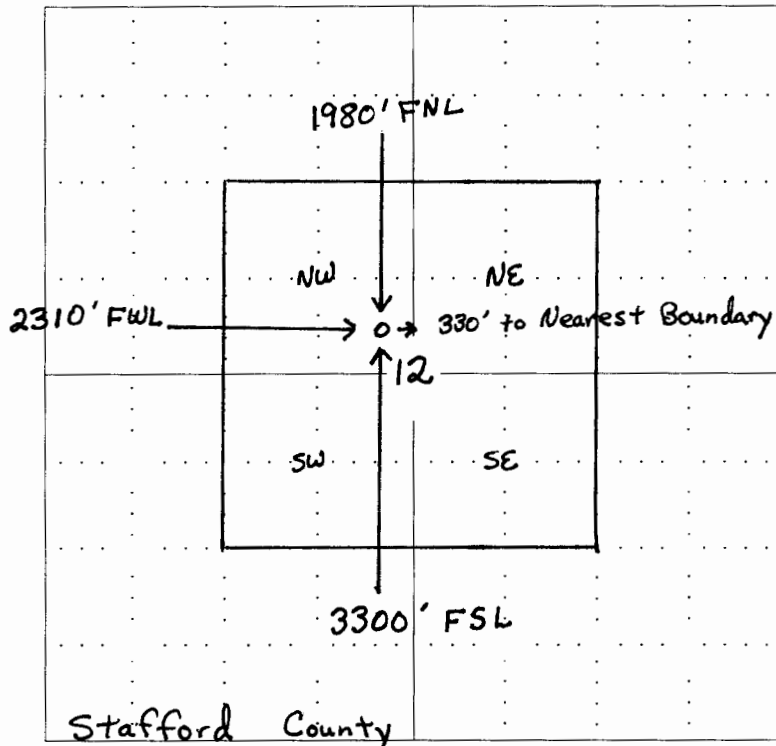 1980' FNL
NW NE
2310' FWL 330' to Nearest Boundary
12
SW SE
3300' FSL
Stafford County